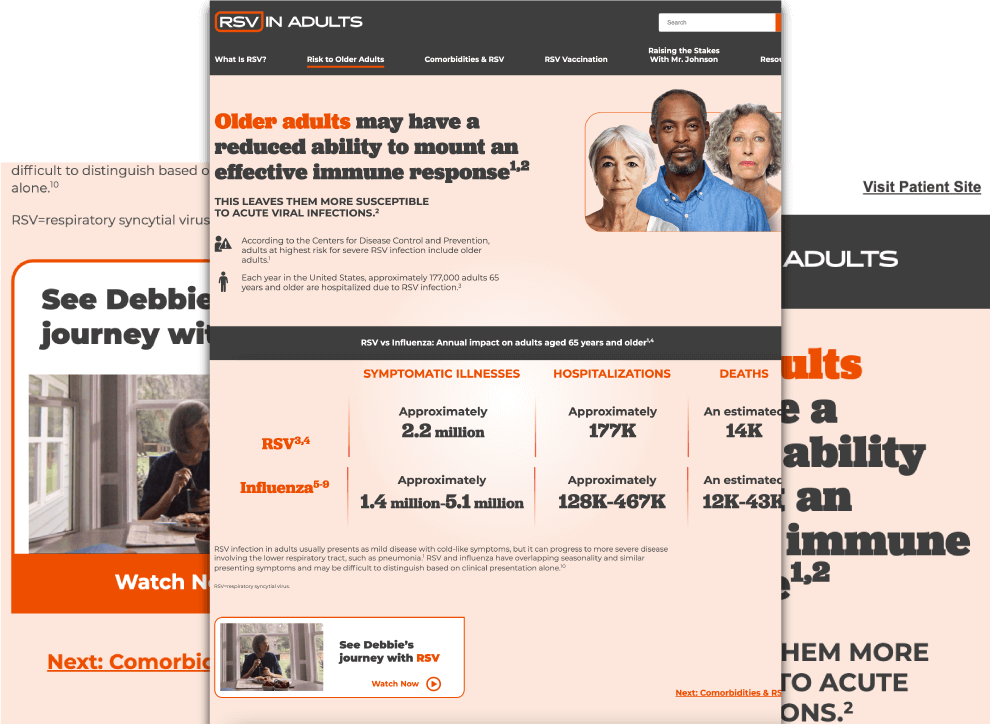 RSV IN ADULTS
Search
What Is RSV?
Risk to Older Adults
Comorbidities & RSV
RSV Vaccination
Raising the Stakes
With Mr. Johnson
Resou
Older adults may have a
reduced ability to mount an
effective immune response1,2
THIS LEAVES THEM MORE SUSCEPTIBLE
TO ACUTE VIRAL INFECTIONS.2
According to the Centers for Disease Control and Prevention,
adults at highest risk for severe RSV infection include older
adults.1
Each year in the United States, approximately 177,000 adults 65
years and older are hospitalized due to RSV infection.3
RSV vs Influenza: Annual impact on adults aged 65 years and older3,4
SYMPTOMATIC ILLNESSES
HOSPITALIZATIONS
DEATHS
RSV3,4
Approximately
2.2 million
Approximately
177K
An estimated
14K
Influenza5-9
Approximately
1.4 million-5.1 million
Approximately
128K-467K
An estimated
12K-43K
RSV infection in adults usually presents as mild disease with cold-like symptoms, but it can progress to more severe disease
involving the lower respiratory tract, such as pneumonia.1 RSV and influenza have overlapping seasonality and similar
presenting symptoms and may be difficult to distinguish based on clinical presentation alone.10
RSV=respiratory syncytial virus.
See Debbie's
journey with RSV
Watch Now
Next: Comorbidities & RS
difficult to distinguish based o
alone.10
RSV=respiratory syncytial virus
See Debbie
journey wit
Watch N
Next: Comorbid
Visit Patient Site
ADULTS
ults
e a
ability
t an
immune
e1,2
HEM MORE
TO ACUTE
ONS.2